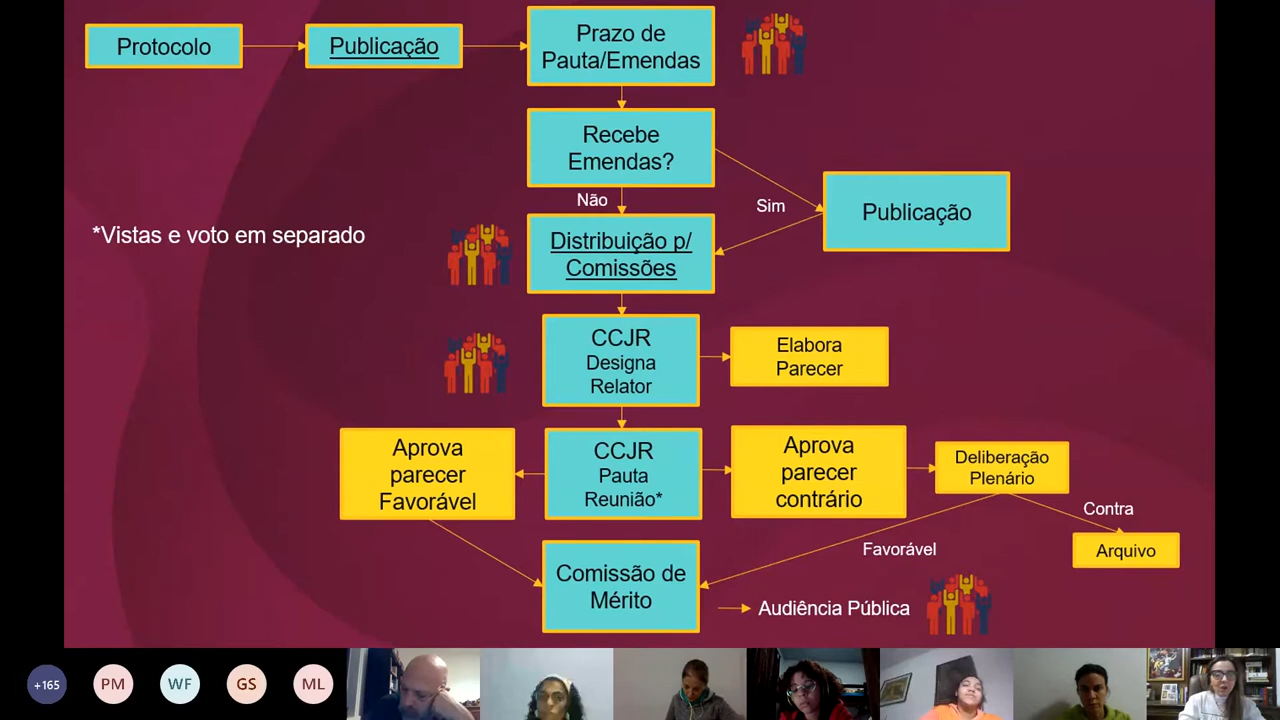 Protocolo
Publicação
Prazo de
Pauta/Emendas
Recebe
Emendas?
Não
Sim
Publicação
*Vistas e voto em separado
Distribuição p/
Comissões
CCJR
Designa
Relator
Elabora
Parecer
Aprova
parecer
Favorável
CCJR
Pauta
Reunião*
Aprova
parecer
contrário
Deliberação
Plenário
Contra
Favorável
Arquivo
Comissão de
Mérito
Audiência Pública
+165
PM
WF
GS
ML